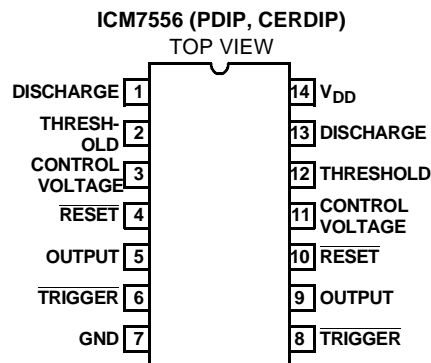 ICM7556 (PDIP, CERDIP)
TOP VIEW
DISCHARGE 1
THRESH-
OLD 2
CONTROL
VOLTAGE 3
RESET 4
OUTPUT 5
TRIGGER 6
GND 7
14 VDD
13 DISCHARGE
12 THRESHOLD
11 CONTROL
VOLTAGE
10 RESET
9 OUTPUT
8 TRIGGER